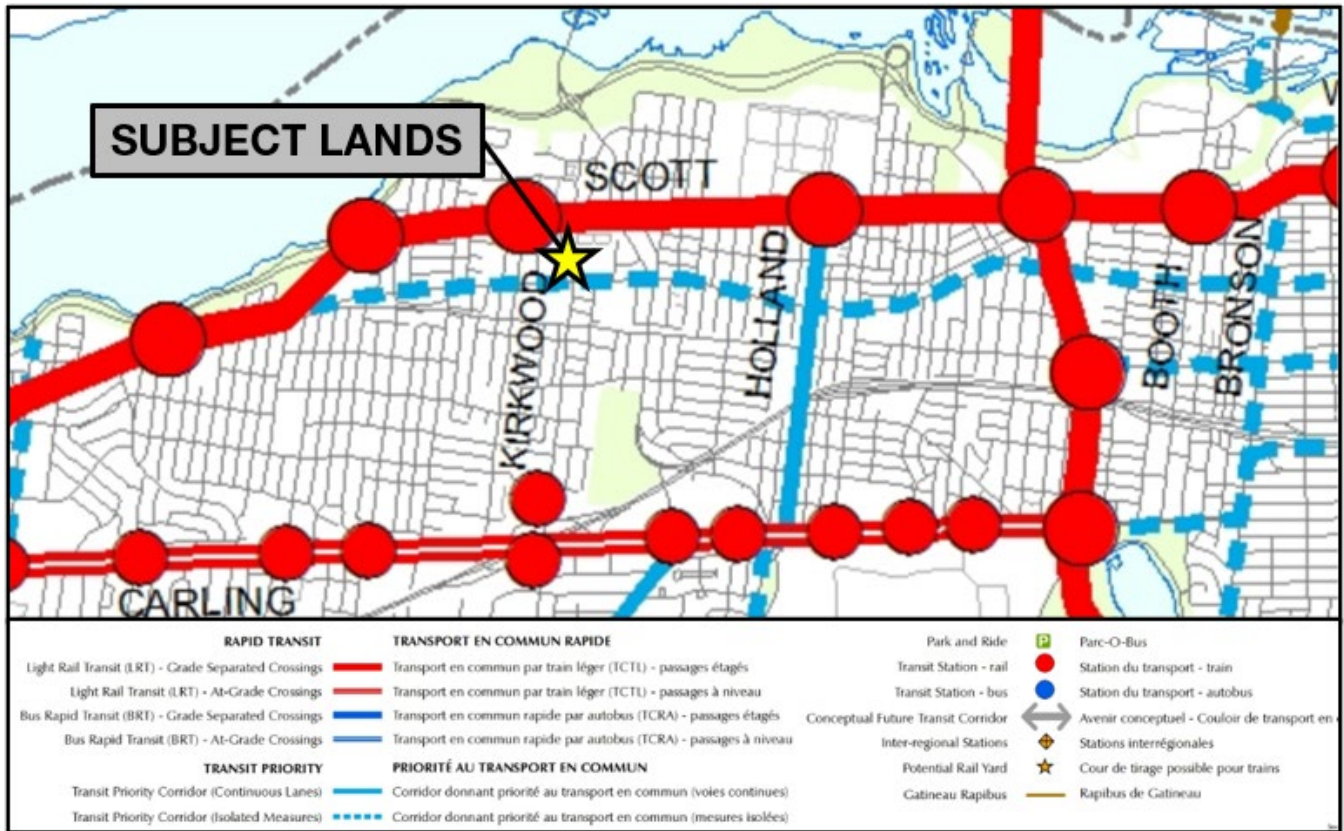 SUBJECT LANDS
SCOTT
KIRKWOOD
HOLLAND
BOOTH
BRONSON
CARLING
RAPID TRANSIT
TRANSPORT EN COMMUN RAPIDE
Light Rail Transit (LRT) - Grade Separated Crossings
Transport en commun par train léger (TCTL) - passages étagés
Light Rail Transit (LRT) - At-Grade Crossings
Transport en commun par train léger (TCTL) - passages à niveau
Bus Rapid Transit (BRT) - Grade Separated Crossings
Transport en commun rapide par autobus (TCRA) - passages étagés
Bus Rapid Transit (BRT) - At-Grade Crossings
Transport en commun rapide par autobus (TCRA) - passages à niveau
TRANSIT PRIORITY
PRIORITÉ AU TRANSPORT EN COMMUN
Transit Priority Corridor (Continuous Lanes)
Corridor donnant priorité au transport en commun (voies continues)
Transit Priority Corridor (Isolated Measures)
Corridor donnant priorité au transport en commun (mesures isolées)
Park and Ride
P
Parc-O-Bus
Transit Station - rail
Station du transport - train
Transit Station - bus
Station du transport - autobus
Conceptual Future Transit Corridor
Avenir conceptuel - Couloir de transport en
Inter-regional Stations
Stations interrégionales
Potential Rail Yard
Cour de tirage possible pour trains
Gatineau Rapibus
Rapibus de Gatineau